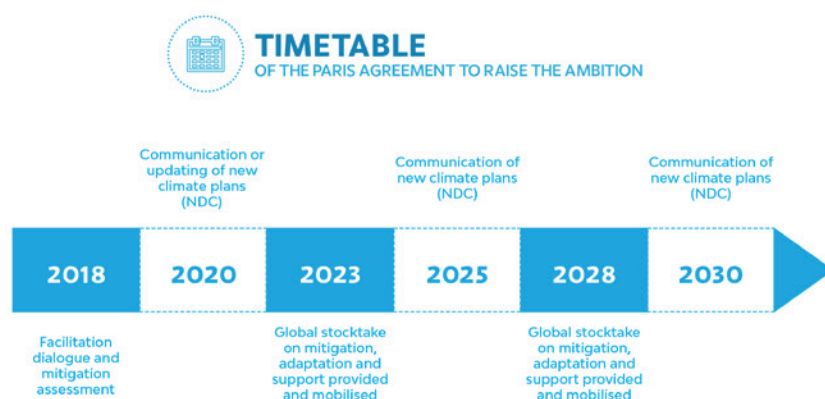 TIMETABLE
OF THE PARIS AGREEMENT TO RAISE THE AMBITION
Communication or
updating of new
climate plans
(NDC)
Communication of
new climate plans
(NDC)
Communication of
new climate plans
(NDC)
2018
2020
2023
2025
2028
2030
Facilitation
dialogue and
mitigation
assessment
Global stocktake
on mitigation,
adaptation and
support provided
and mobilised
Global stocktake
on mitigation,
adaptation and
support provided
and mobilised